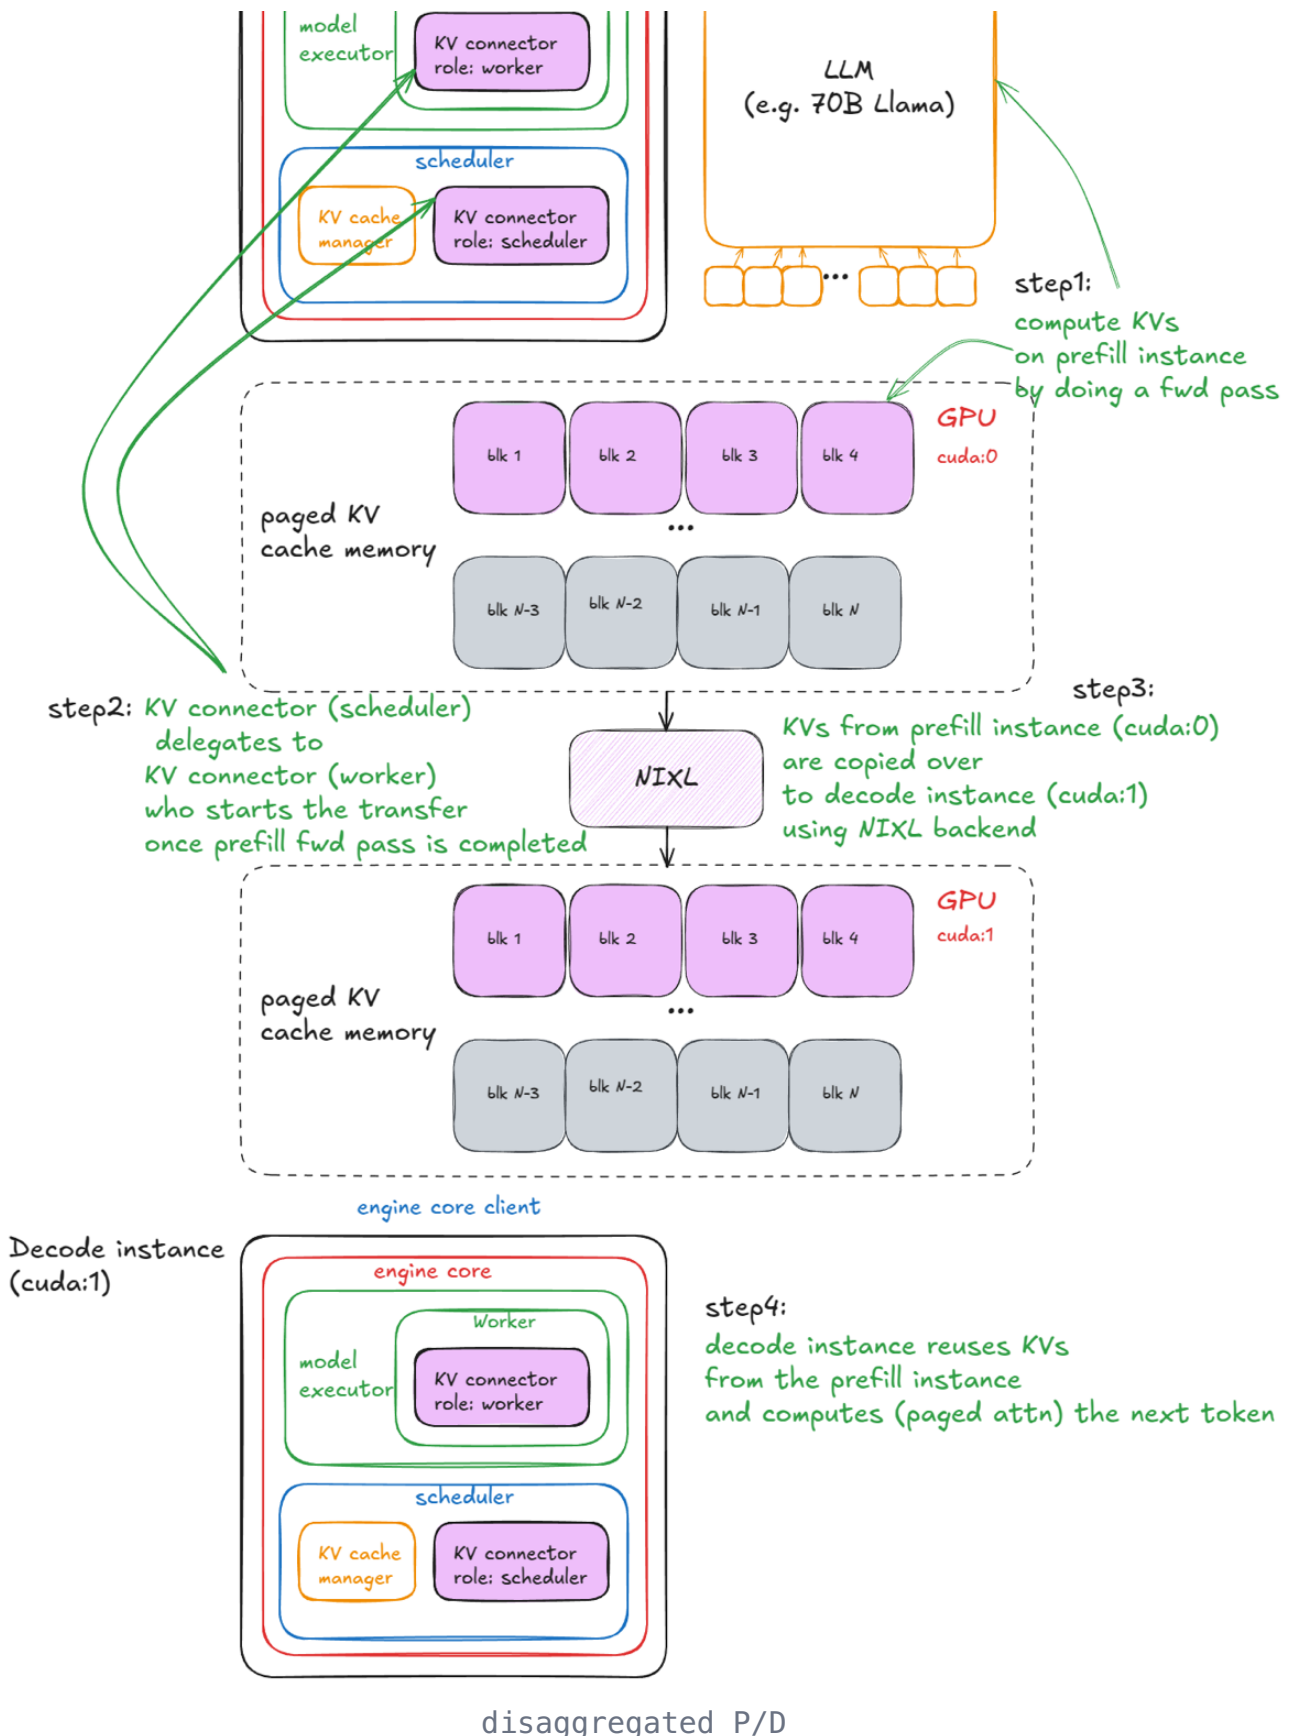 model
executor
KV connector
role: worker
LLM
(e.g. 70B Llama)
scheduler
KV cache
manager
KV connector
role: scheduler
...
step1:
compute KVs
on prefill instance
by doing a fwd pass
GPU
cuda:0
blk 1
blk 2
blk 3
blk 4
paged KV
cache memory
...
blk N-3
blk N-2
blk N-1
blk N
step2: KV connector (scheduler)
delegates to
KV connector (worker)
who starts the transfer
once prefill fwd pass is completed
NIXL
step3:
KVs from prefill instance (cuda:0)
are copied over
to decode instance (cuda:1)
using NIXL backend
GPU
cuda:1
blk 1
blk 2
blk 3
blk 4
paged KV
cache memory
...
blk N-3
blk N-2
blk N-1
blk N
engine core client
Decode instance
(cuda:1)
engine core
Worker
model
executor
KV connector
role: worker
step4:
decode instance reuses KVs
from the prefill instance
and computes (paged attn) the next token
scheduler
KV cache
manager
KV connector
role: scheduler
disaggregated P/D